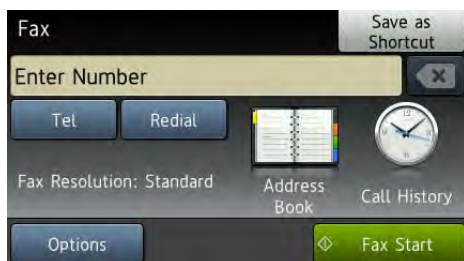 Fax
Save as
Shortcut
Enter Number
Tel
Redial
Fax Resolution: Standard
Address
Book
Call History
Options
Fax Start